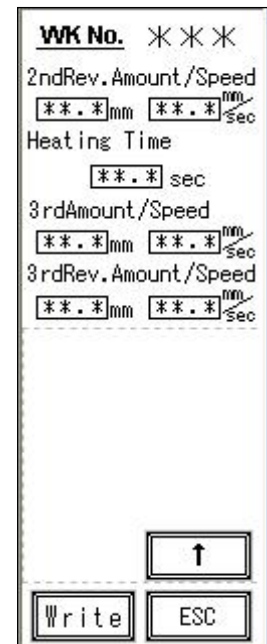 WK No. ***
2ndRev.Amount/Speed
**.* mm **.* mm/sec
Heating Time
**.* sec
3rdAmount/Speed
**.* mm **.* mm/sec
3rdRev.Amount/Speed
**.* mm **.* mm/sec
↑
Write ESC